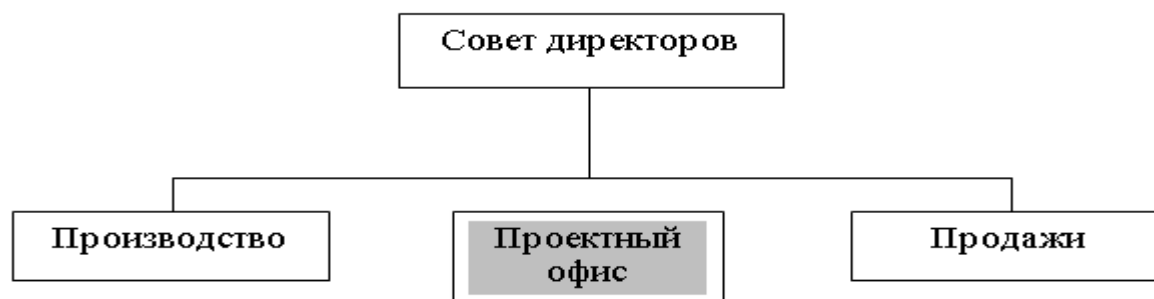 Совет директоров
Производство
Проектный
офис
Продажи